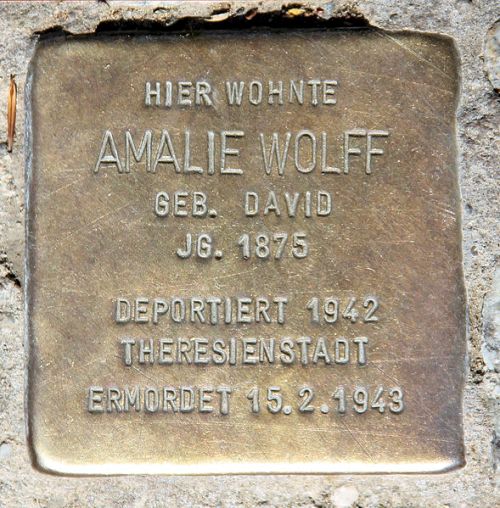 HIER WOHNTE
AMALIE WOLFF
GEB. DAVID
JG. 1875
DEPORTIERT 1942
THERESIENSTADT
ERMORDET 15.2.1943